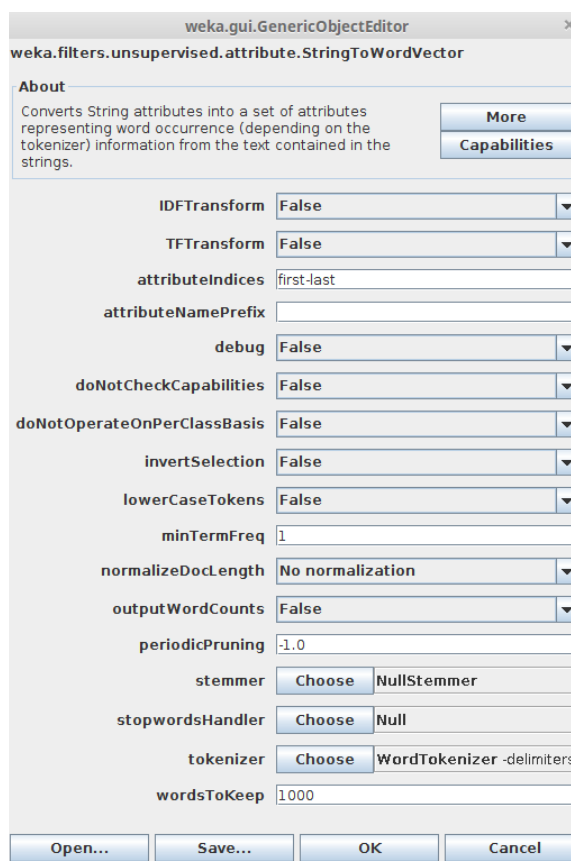 weka.gui.GenericObjectEditor
weka.filters.unsupervised.attribute.StringToWordVector
About
Converts String attributes into a set of attributes
representing word occurrence (depending on the
tokenizer) information from the text contained in the
strings.
More
Capabilities
IDFTransform False
TFTransform False
attributeIndices first-last
attributeNamePrefix
debug False
doNotCheckCapabilities False
doNotOperateOnPerClassBasis False
invertSelection False
lowerCaseTokens False
minTermFreq 1
normalizeDocLength No normalization
outputWordCounts False
periodicPruning -1.0
stemmer Choose NullStemmer
stopwordsHandler Choose Null
tokenizer Choose WordTokenizer -delimiters
wordsToKeep 1000
Open... Save... OK Cancel